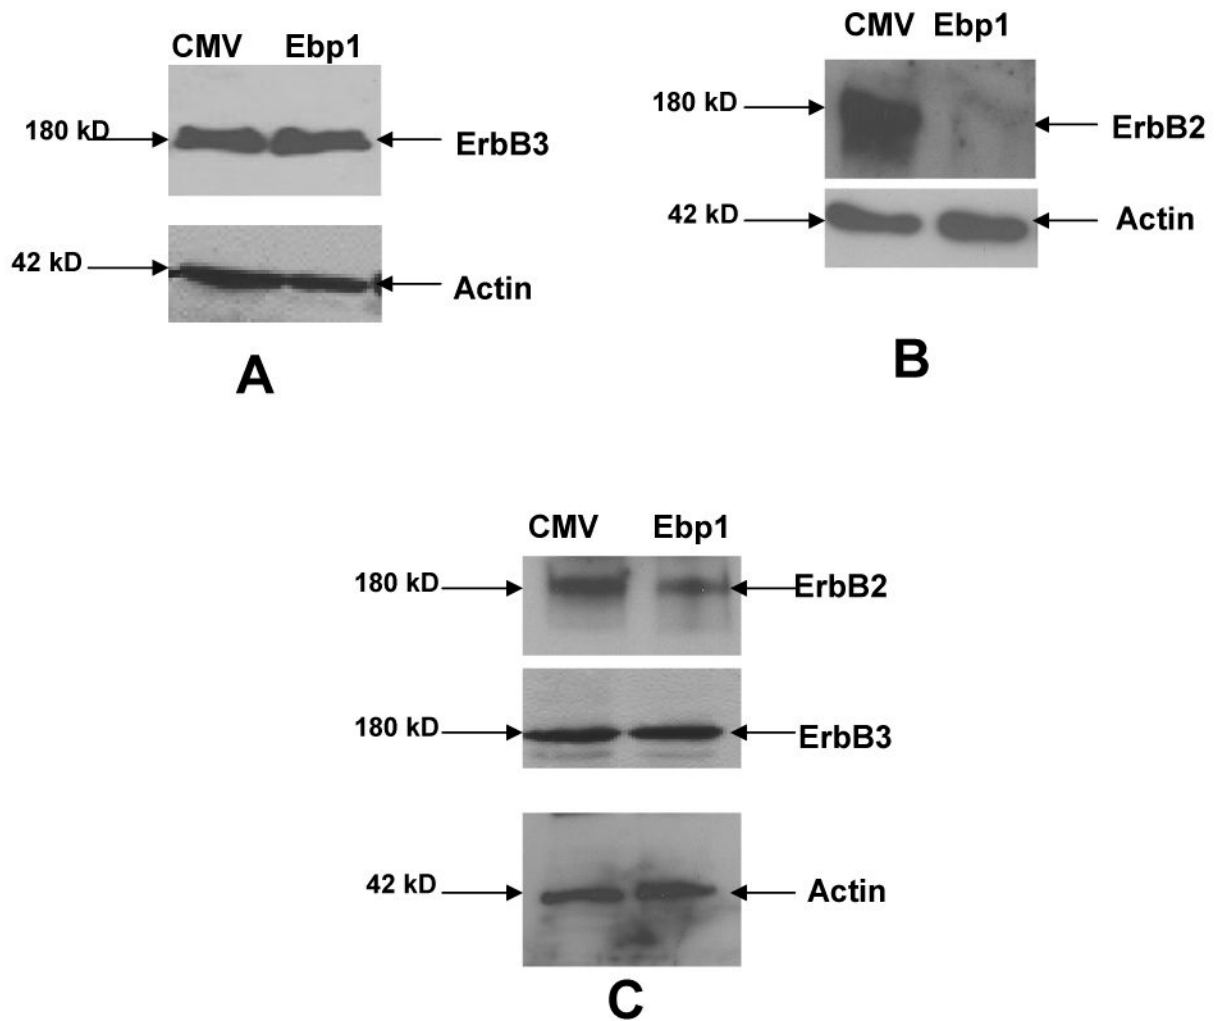 CMV Ebp1
180 kD ErbB3
42 kD Actin
A
CMV Ebp1
180 kD ErbB2
42 kD Actin
B
CMV Ebp1
180 kD ErbB2
180 kD ErbB3
42 kD Actin
C